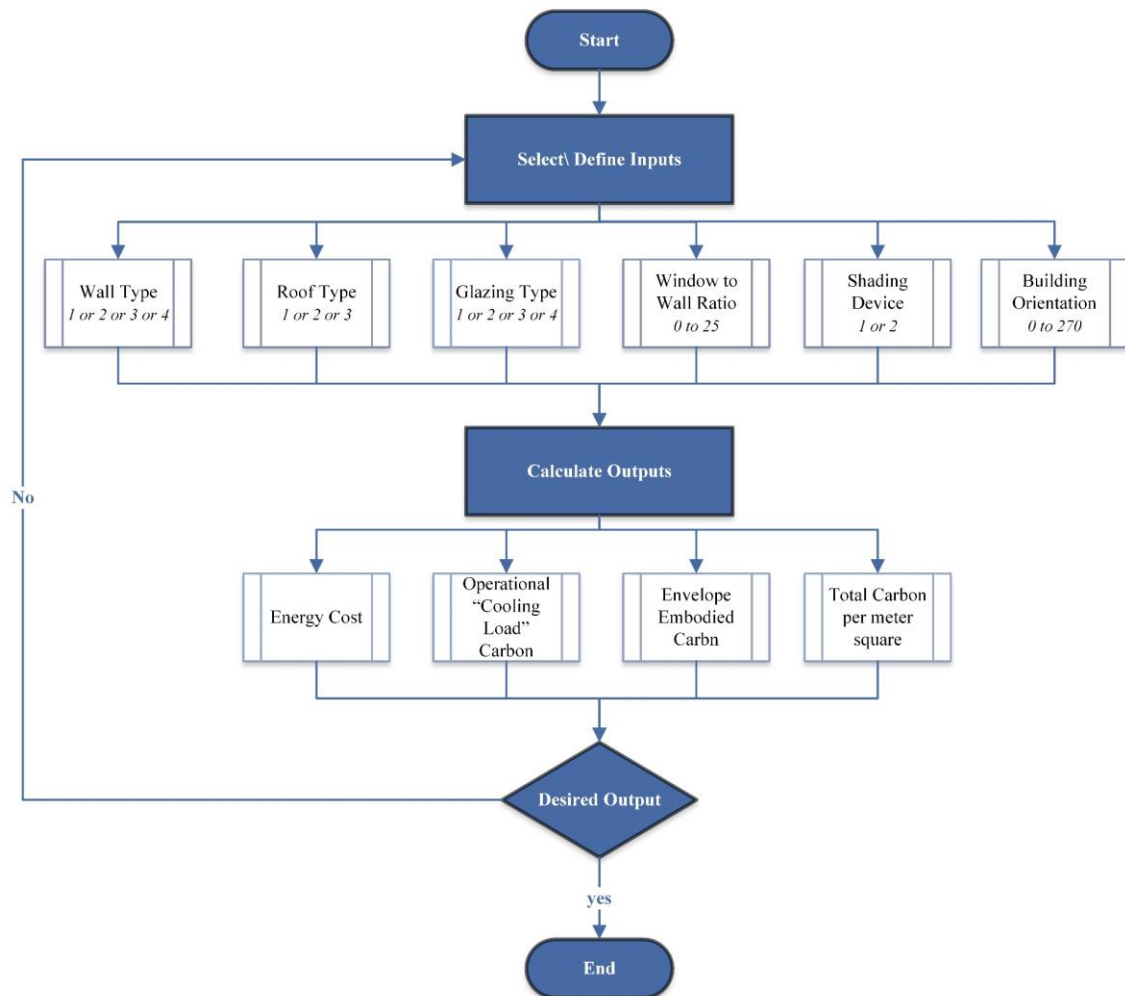 Start
Select\ Define Inputs
Wall Type
1 or 2 or 3 or 4
Roof Type
1 or 2 or 3
Glazing Type
1 or 2 or 3 or 4
Window to
Wall Ratio
0 to 25
Shading
Device
1 or 2
Building
Orientation
0 to 270
Calculate Outputs
No
Energy Cost
Operational
“Cooling
Load”
Carbon
Envelope
Embodied
Carbn
Total Carbon
per meter
square
Desired Output
yes
End